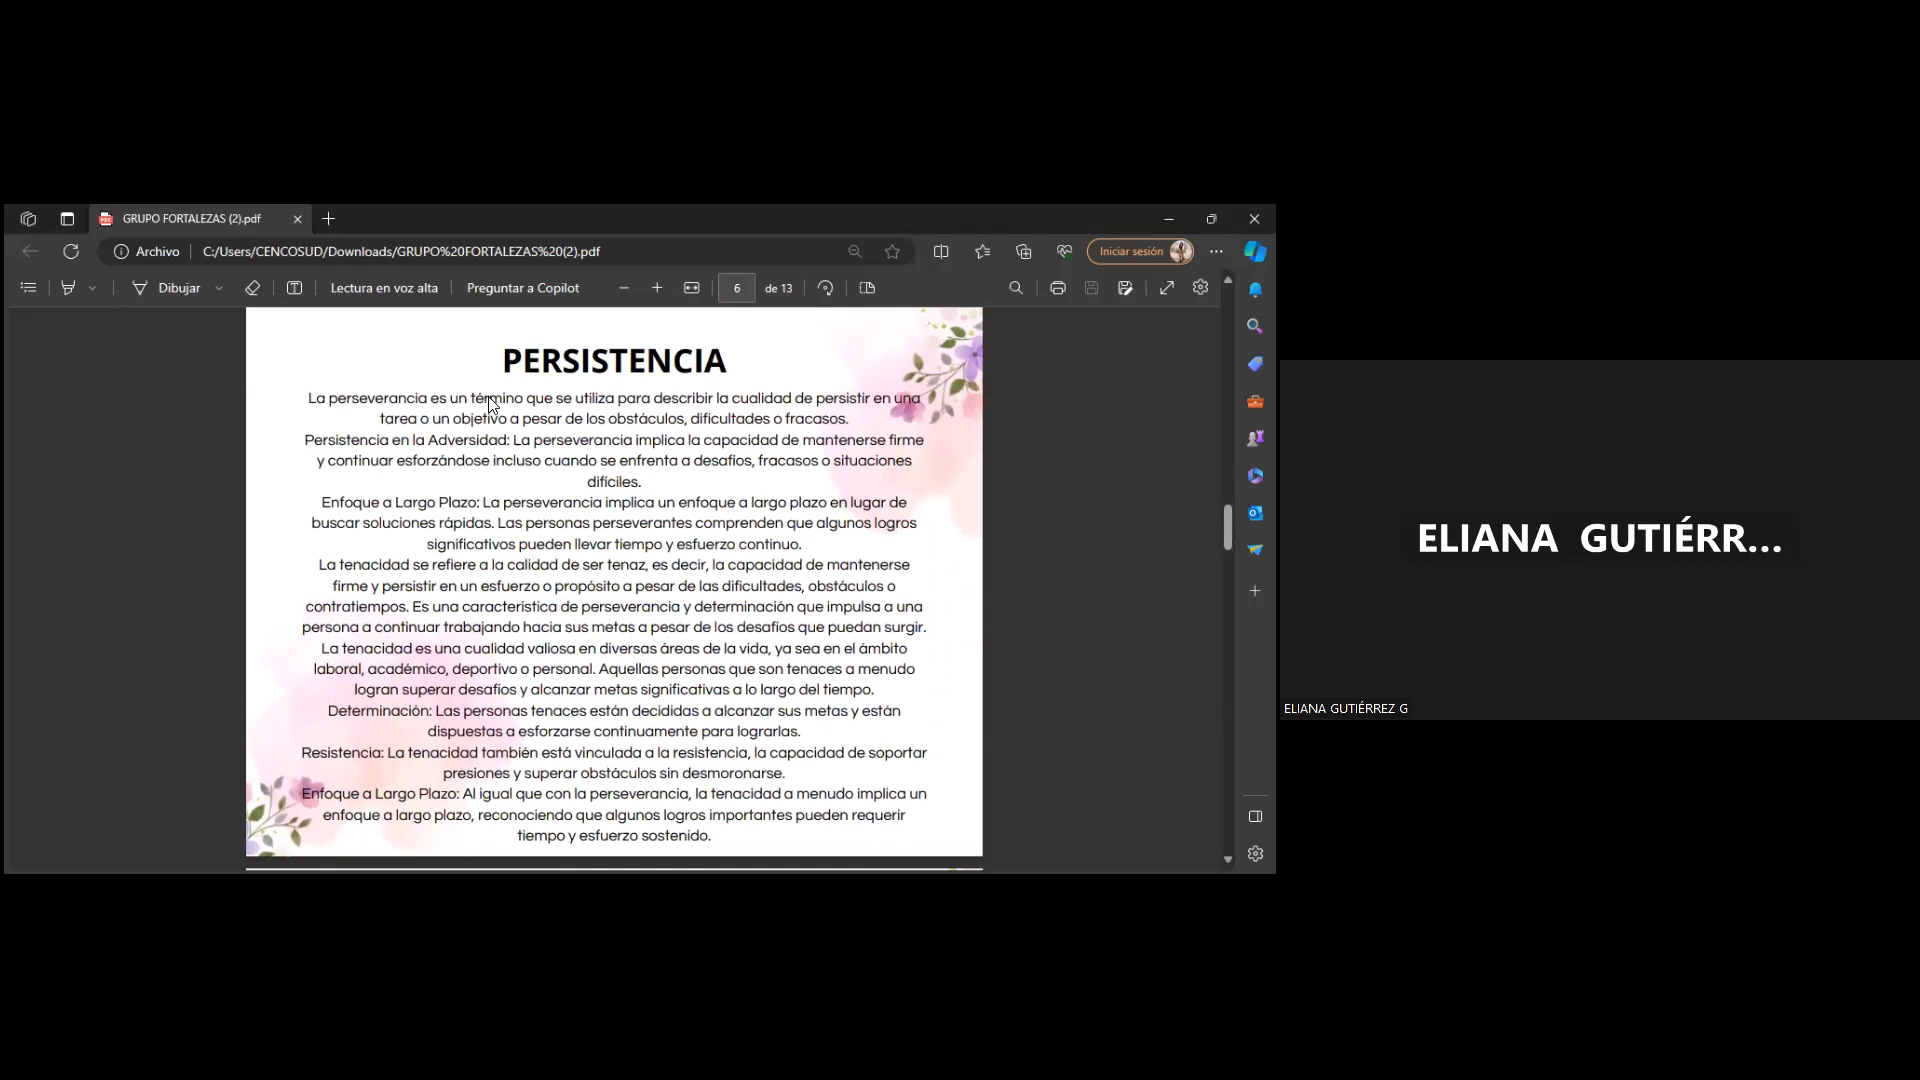 GRUPO FORTALEZAS (2).pdf
Archivo
C:/Users/CENCOSUD/Downloads/GRUPO%20FORTALEZAS%20(2).pdf
Iniciar sesión
Dibujar
Lectura en voz alta
Preguntar a Copilot
6
de 13
PERSISTENCIA
La perseverancia es un término que se utiliza para describir la cualidad de persistir en una
tarea o un objetivo a pesar de los obstáculos, dificultades o fracasos.
Persistencia en la Adversidad: La perseverancia implica la capacidad de mantenerse firme
y continuar esforzándose incluso cuando se enfrenta a desafíos, fracasos o situaciones
difíciles.
Enfoque a Largo Plazo: La perseverancia implica un enfoque a largo plazo en lugar de
buscar soluciones rápidas. Las personas perseverantes comprenden que algunos logros
significativos pueden llevar tiempo y esfuerzo continuo.
La tenacidad se refiere a la calidad de ser tenaz, es decir, la capacidad de mantenerse
firme y persistir en un esfuerzo o propósito a pesar de las dificultades, obstáculos o
contratiempos. Es una característica de perseverancia y determinación que impulsa a una
persona a continuar trabajando hacia sus metas a pesar de los desafíos que puedan surgir.
La tenacidad es una cualidad valiosa en diversas áreas de la vida, ya sea en el ámbito
laboral, académico, deportivo o personal. Aquellas personas que son tenaces a menudo
logran superar desafíos y alcanzar metas significativas a lo largo del tiempo.
Determinación: Las personas tenaces están decididas a alcanzar sus metas y están
dispuestas a esforzarse continuamente para lograrlas.
Resistencia: La tenacidad también está vinculada a la resistencia, la capacidad de soportar
presiones y superar obstáculos sin desmoronarse.
Enfoque a Largo Plazo: Al igual que con la perseverancia, la tenacidad a menudo implica un
enfoque a largo plazo, reconociendo que algunos logros importantes pueden requerir
tiempo y esfuerzo sostenido.
ELIANA GUTIÉRR...
ELIANA GUTIÉRREZ G